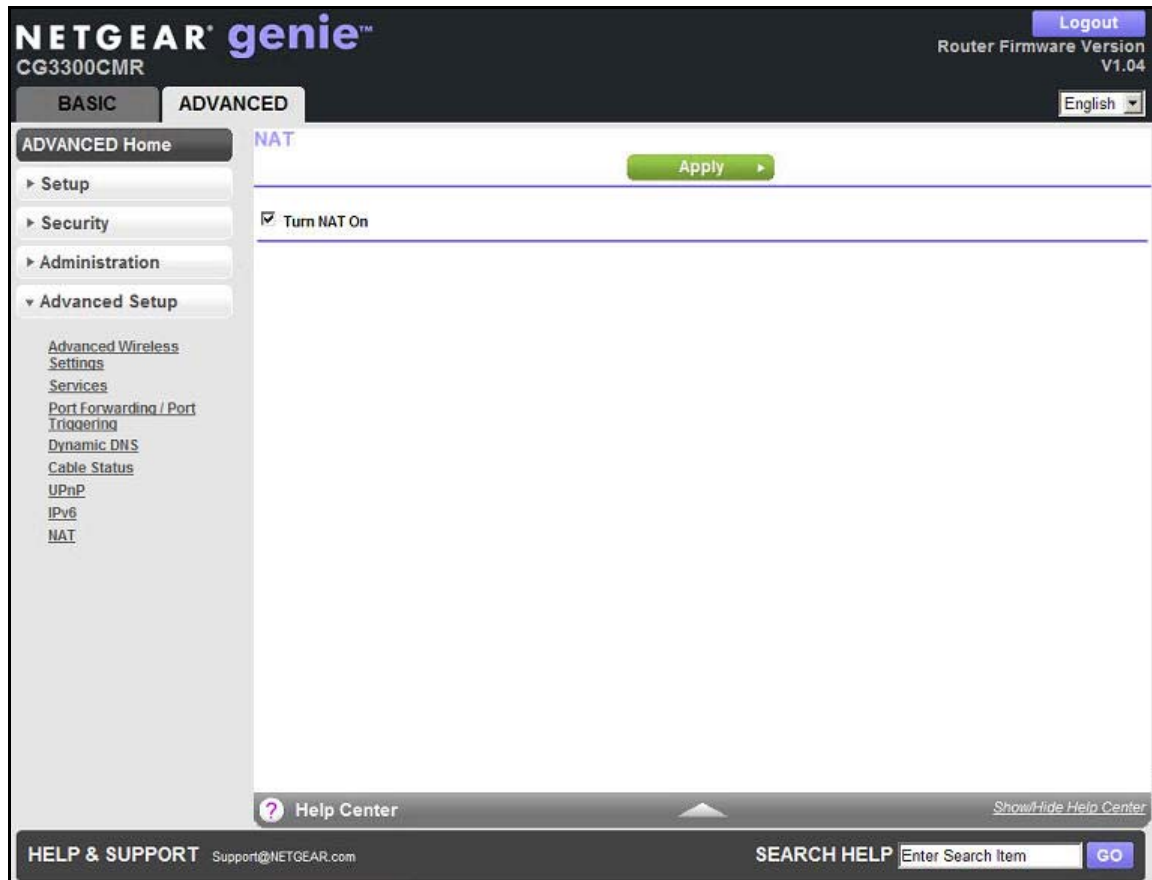 NETGEAR® genie™
CG3300CMR
Logout
Router Firmware Version
V1.04
BASIC
ADVANCED
English
ADVANCED Home
Setup
Security
Administration
Advanced Setup
Advanced Wireless
Settings
Services
Port Forwarding / Port
Triggering
Dynamic DNS
Cable Status
UPnP
IPv6
NAT
NAT
Apply
Turn NAT On
? Help Center
Show/Hide Help Center
HELP & SUPPORT Support@NETGEAR.com
SEARCH HELP Enter Search Item GO